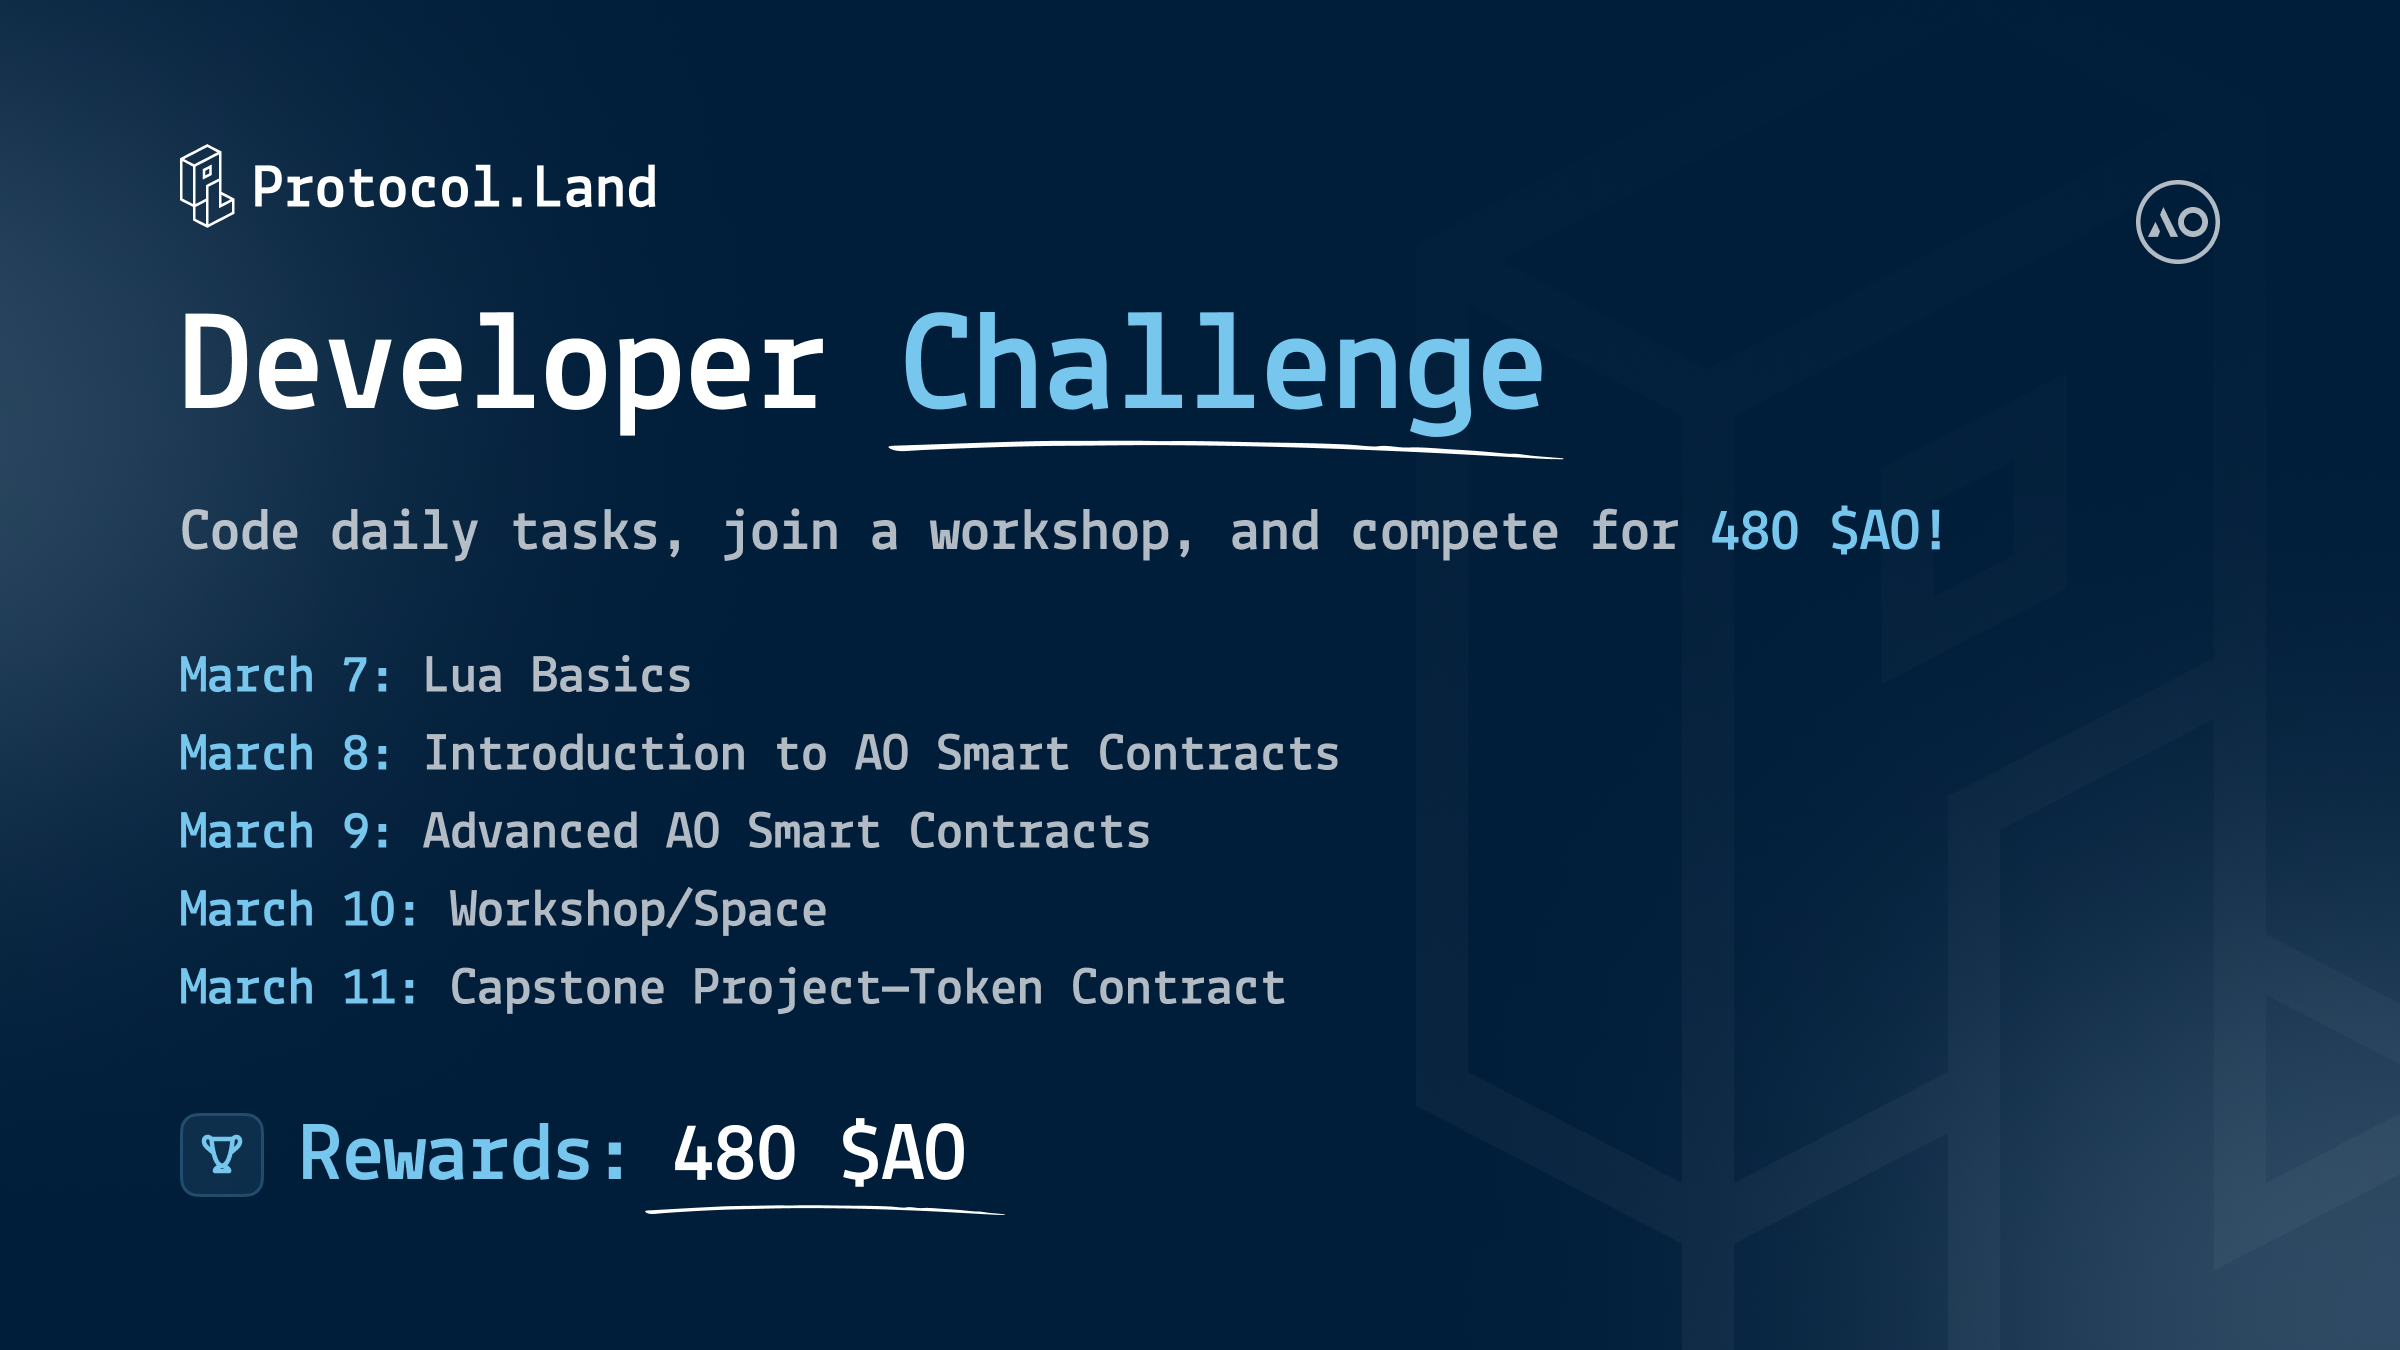 Protocol.Land
AO
Developer Challenge
Code daily tasks, join a workshop, and compete for 480 $AO!
March 7: Lua Basics
March 8: Introduction to AO Smart Contracts
March 9: Advanced AO Smart Contracts
March 10: Workshop/Space
March 11: Capstone Project—Token Contract
Rewards: 480 $AO